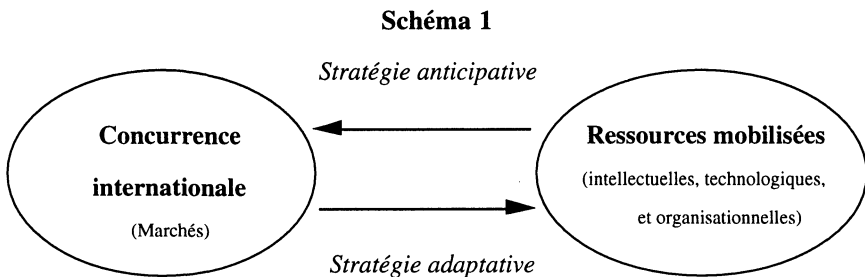 Schéma 1
Stratégie anticipative
Concurrence
internationale
(Marchés)
Ressources mobilisées
(intellectuelles, technologiques,
et organisationnelles)
Stratégie adaptative